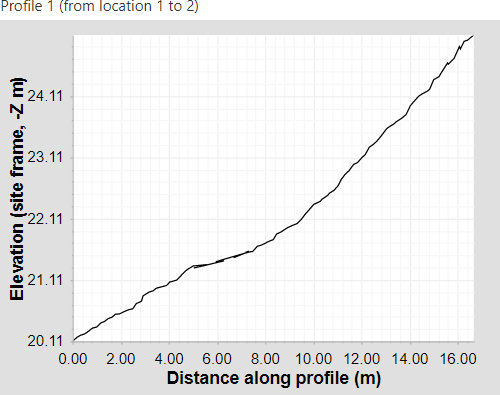 Profile 1 (from location 1 to 2)
Elevation (site frame, -Z m)
24.11
23.11
22.11
21.11
20.11
0.00 2.00 4.00 6.00 8.00 10.00 12.00 14.00 16.00
Distance along profile (m)